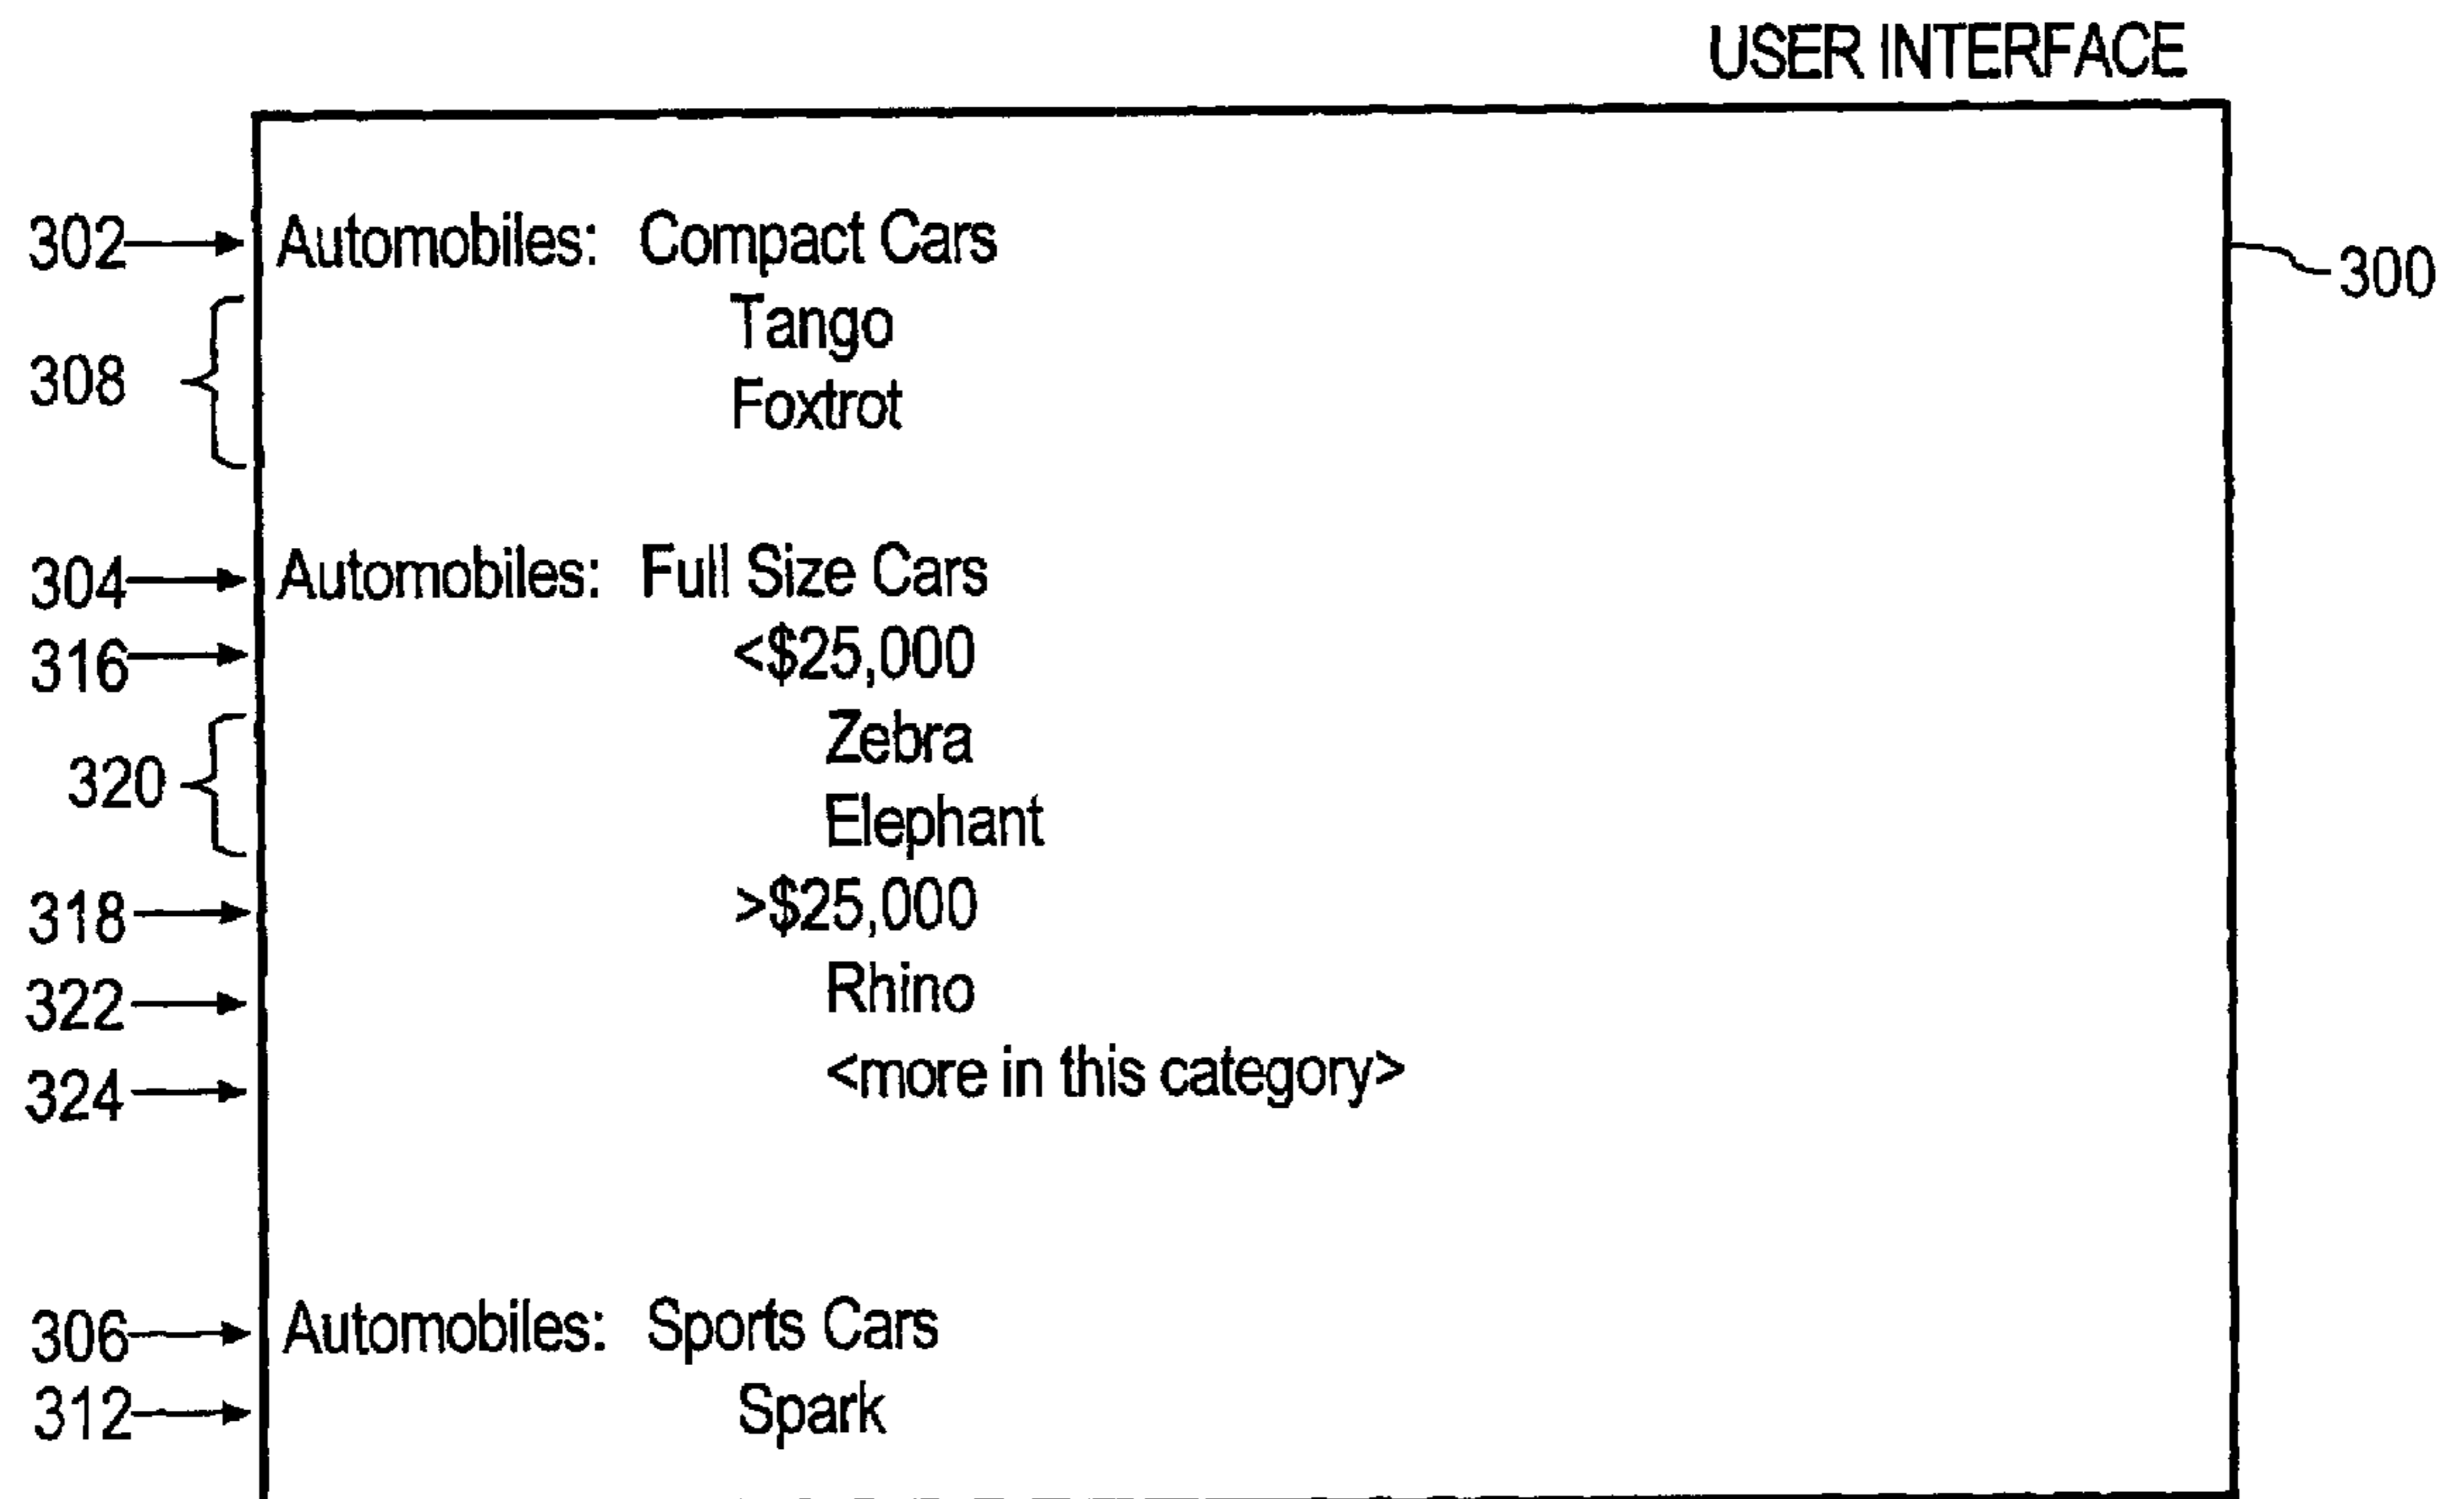 USER INTERFACE
302 Automobiles: Compact Cars
300
Tango
308
Foxtrot
304 Automobiles: Full Size Cars
316 <$25,000
Zebra
320
Elephant
318 >$25,000
322 Rhino
324 <more in this category>
306 Automobiles: Sports Cars
312 Spark